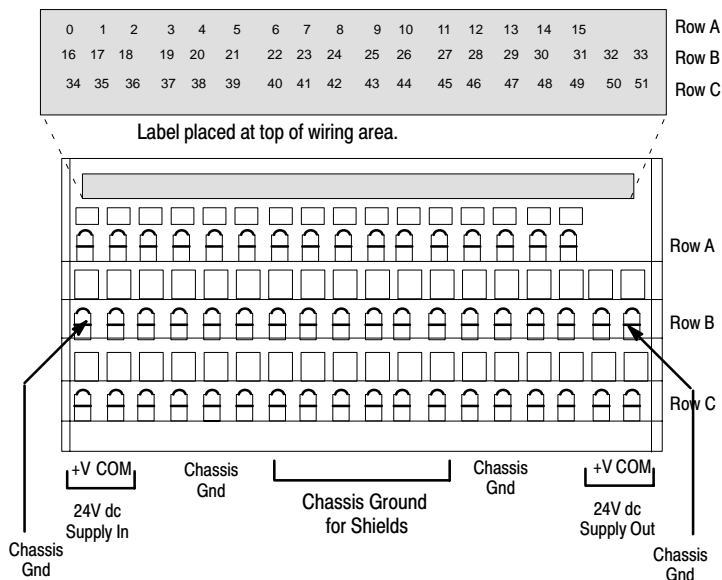 0 1 2 3 4 5 6 7 8 9 10 11 12 13 14 15 Row A
16 17 18 19 20 21 22 23 24 25 26 27 28 29 30 31 32 33 Row B
34 35 36 37 38 39 40 41 42 43 44 45 46 47 48 49 50 51 Row C
Label placed at top of wiring area.
Row A
Row B
Row C
+V COM
24V dc
Supply In
Chassis
Gnd
Chassis Ground
for Shields
Chassis
Gnd
+V COM
24V dc
Supply Out
Chassis
Gnd
Chassis
Gnd